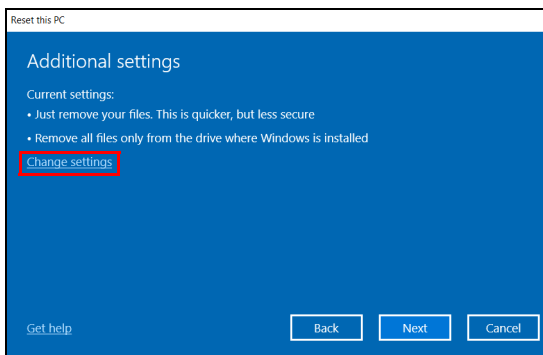 Reset this PC
Additional settings
Current settings:
• Just remove your files. This is quicker, but less secure
• Remove all files only from the drive where Windows is installed
Change settings
Get help
Back
Next
Cancel